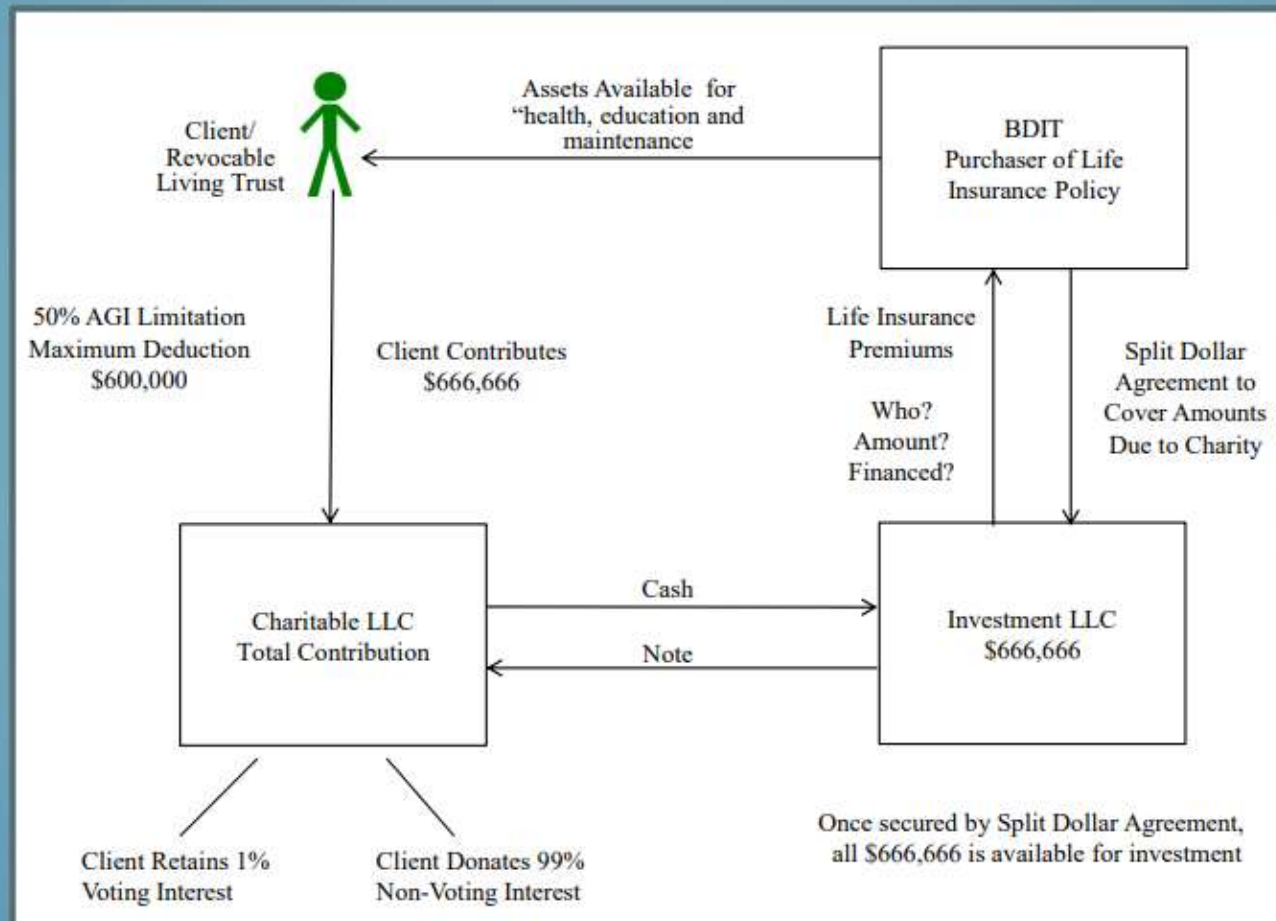 Client/
Revocable
Living Trust
Assets Available for
“health, education and
maintenance
BDIT
Purchaser of Life
Insurance Policy
50% AGI Limitation
Maximum Deduction
$600,000
Client Contributes
$666,666
Life Insurance
Premiums
Who?
Amount?
Financed?
Split Dollar
Agreement to
Cover Amounts
Due to Charity
Charitable LLC
Total Contribution
Cash
Note
Investment LLC
$666,666
Client Retains 1%
Voting Interest
Client Donates 99%
Non-Voting Interest
Once secured by Split Dollar Agreement,
all $666,666 is available for investment